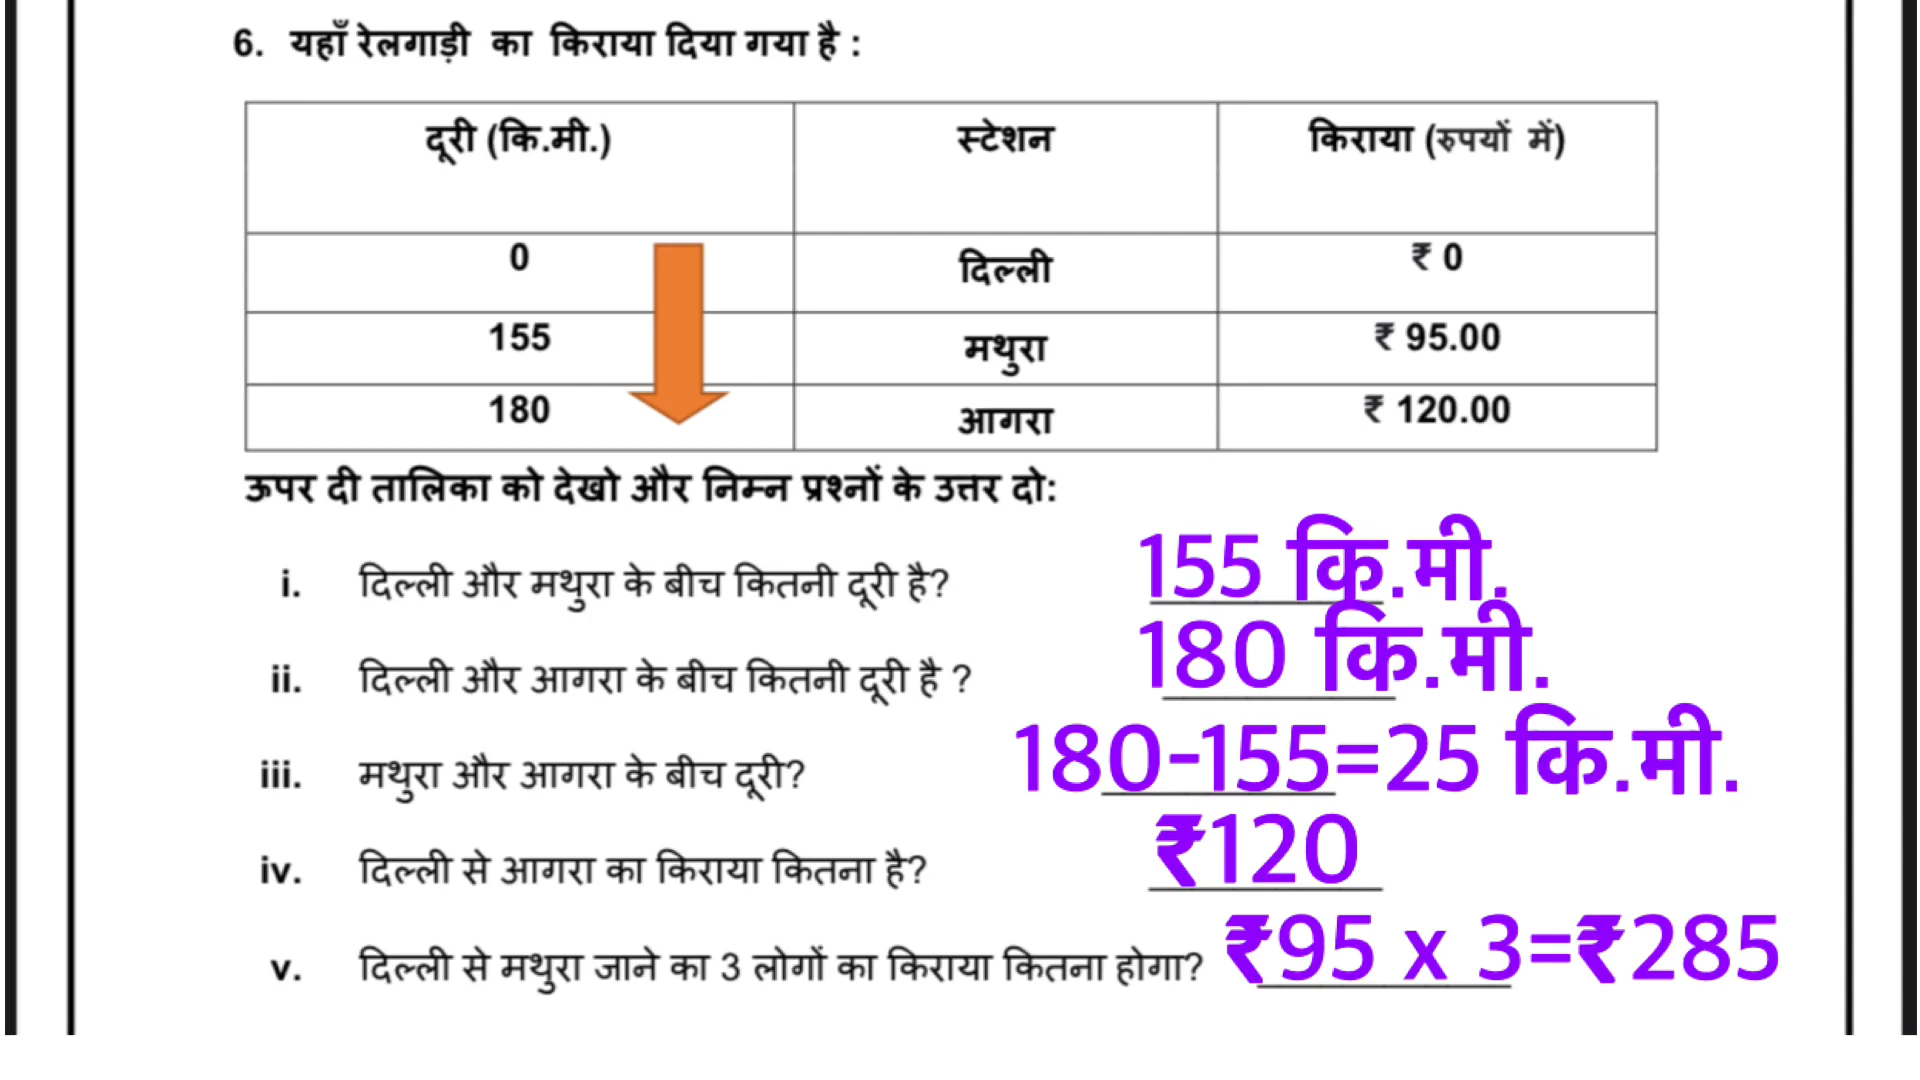 6. यहाँ रेलगाड़ी का किराया दिया गया है :
दूरी (कि.मी.) स्टेशन किराया (रुपयों में)
0 दिल्ली ₹ 0
155 मथुरा ₹ 95.00
180 आगरा ₹ 120.00
ऊपर दी तालिका को देखो और निम्न प्रश्नों के उत्तर दो:
i. दिल्ली और मथुरा के बीच कितनी दूरी है? 155 कि.मी.
ii. दिल्ली और आगरा के बीच कितनी दूरी है ? 180 कि.मी.
iii. मथुरा और आगरा के बीच दूरी? 180-155=25 कि.मी.
iv. दिल्ली से आगरा का किराया कितना है? ₹120
v. दिल्ली से मथुरा जाने का 3 लोगों का किराया कितना होगा? ₹95 x 3=₹285